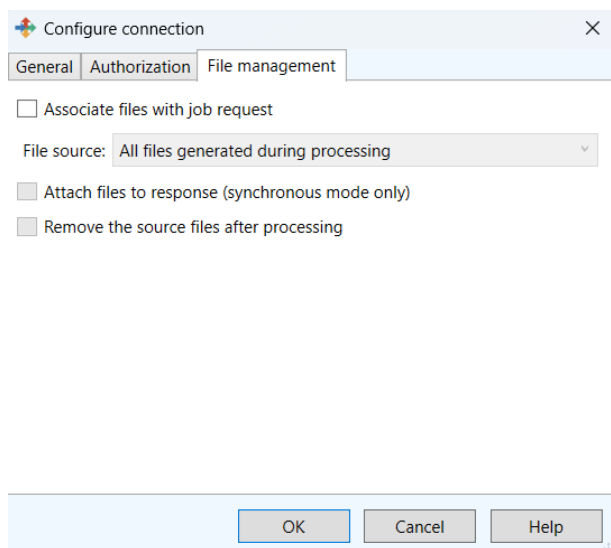 Configure connection
General Authorization File management
Associate files with job request
File source: All files generated during processing
Attach files to response (synchronous mode only)
Remove the source files after processing
OK Cancel Help